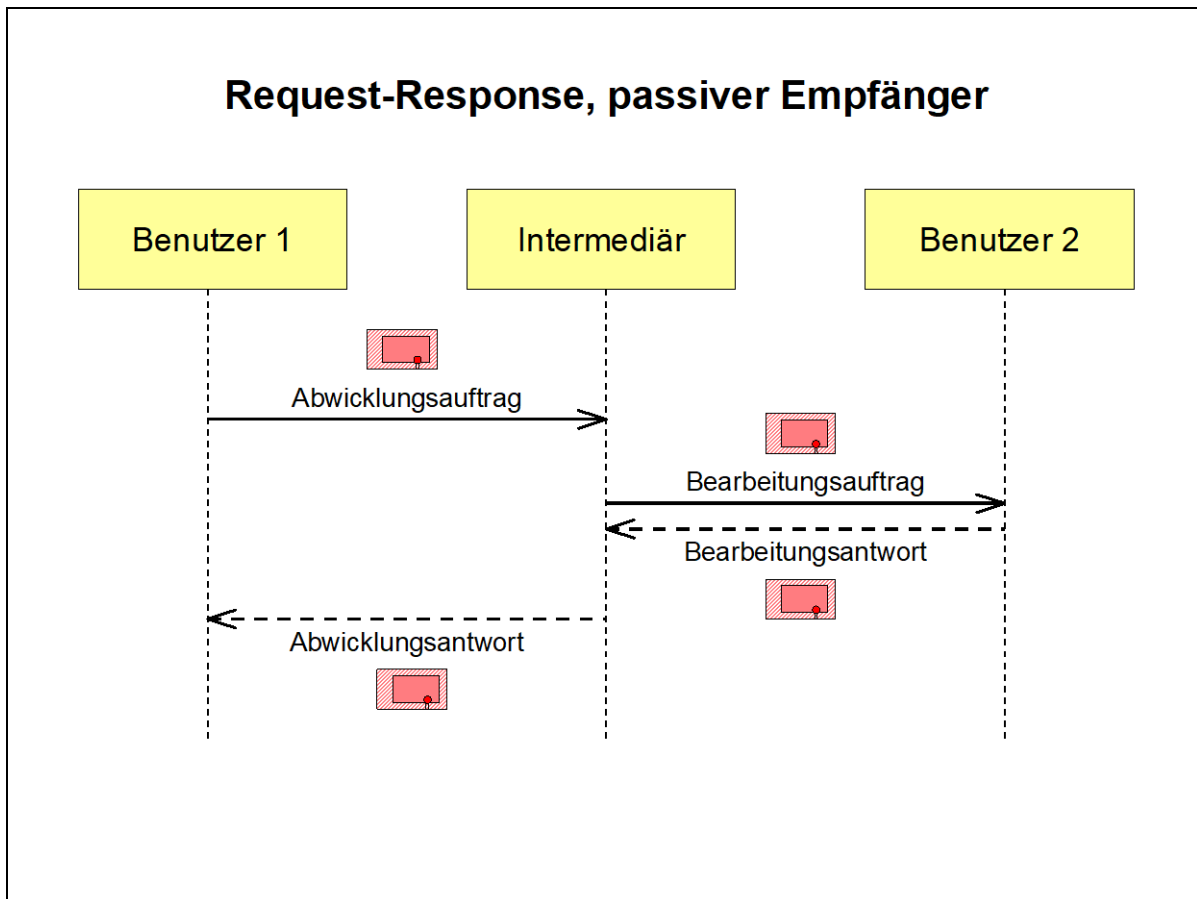 Request-Response, passiver Empfänger
Benutzer 1
Intermediär
Benutzer 2
Abwicklungsauftrag
Bearbeitungsauftrag
Bearbeitungsantwort
Abwicklungsantwort